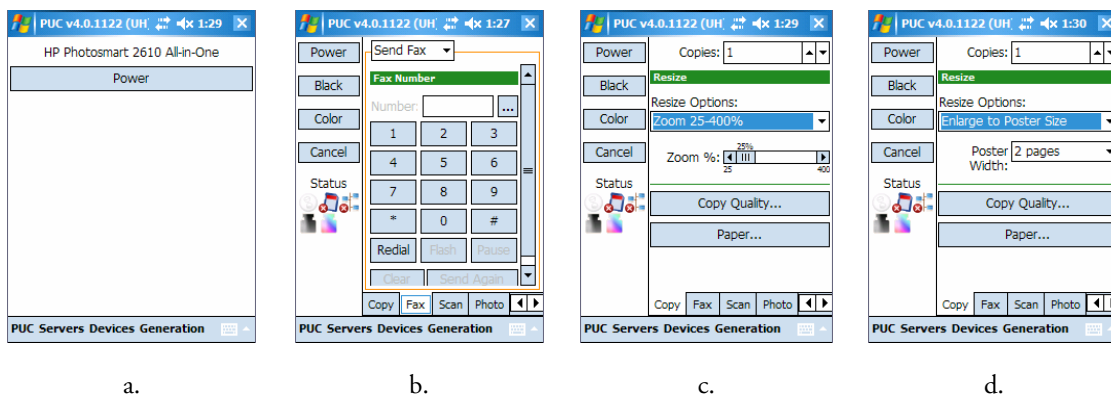 PUC v4.0.1122 (UH 1:29
HP Photosmart 2610 All-in-One
Power
PUC Servers Devices Generation
a.
PUC v4.0.1122 (UH 1:27
Power
Black
Color
Cancel
Status
Send Fax
Fax Number
Number: ...
1 2 3
4 5 6
7 8 9
* 0 #
Redial Flash Pause
Clear Send Again
Copy Fax Scan Photo
PUC Servers Devices Generation
b.
PUC v4.0.1122 (UH 1:29
Power
Black
Color
Cancel
Status
Copies: 1
Resize
Resize Options:
Zoom 25-400%
25%
Zoom %:
25 400
Copy Quality...
Paper...
Copy Fax Scan Photo
PUC Servers Devices Generation
c.
PUC v4.0.1122 (UH 1:30
Power
Black
Color
Cancel
Status
Copies: 1
Resize
Resize Options:
Enlarge to Poster Size
Poster 2 pages
Width:
Copy Quality...
Paper...
Copy Fax Scan Photo
PUC Servers Devices Generation
d.